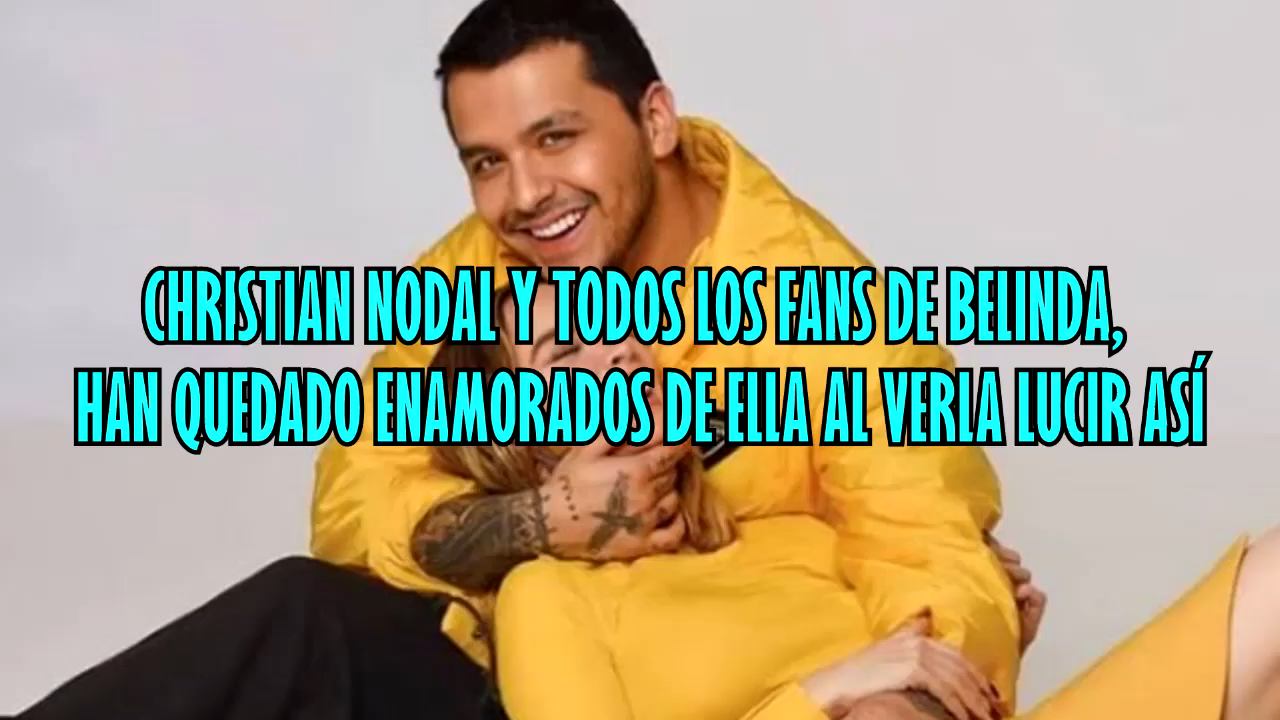 CHRISTIAN NODAL Y TODOS LOS FANS DE BELINDA,
HAN QUEDADO ENAMORADOS DE ELLA AL VERLA LUCIR ASÍ